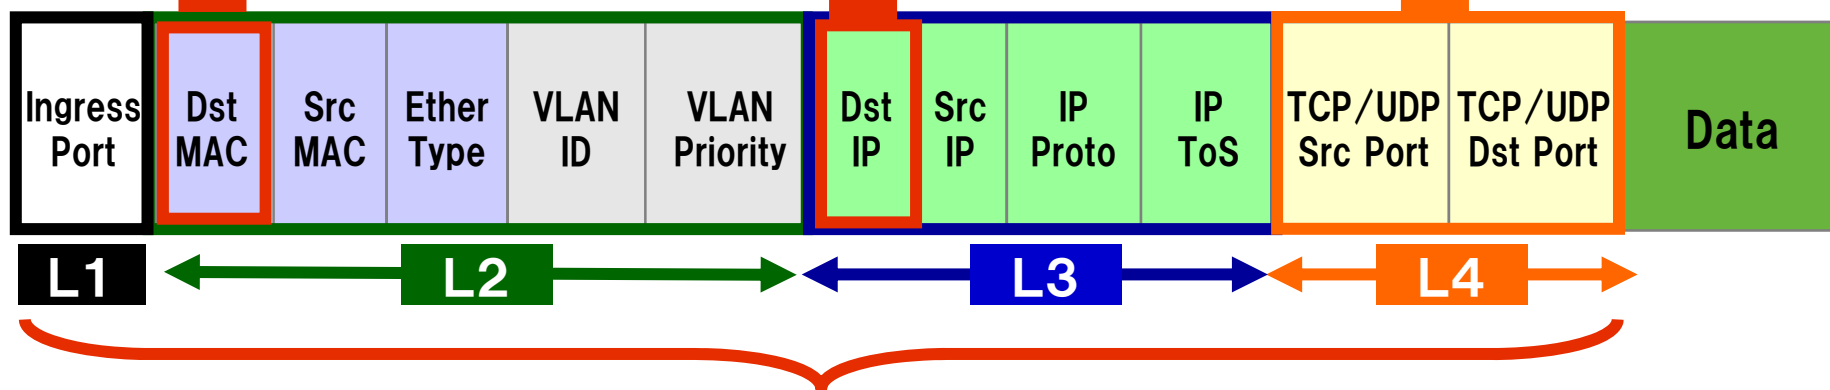 Ingress
Port
Dst
MAC
Src
MAC
Ether
Type
VLAN
ID
VLAN
Priority
Dst
IP
Src
IP
IP
Proto
IP
ToS
TCP/UDP
Src Port
TCP/UDP
Dst Port
Data
L1
L2
L3
L4